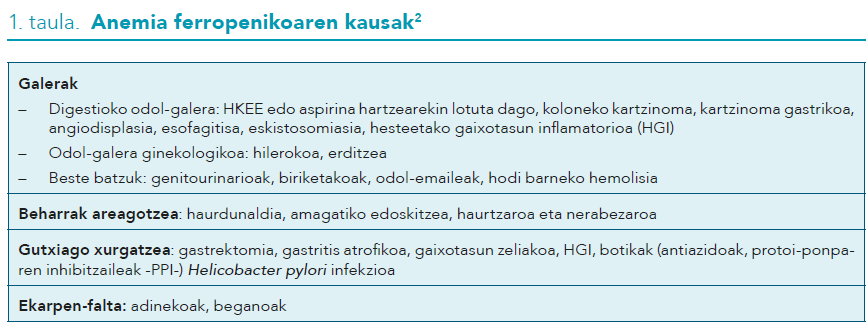 1. taula. Anemia ferropenikoaren kausak²
Galerak
– Digestioko odol-galera: HKEE edo aspirina hartzearekin lotuta dago, koloneko kartzinoma, kartzinoma gastrikoa,
angiodisplasia, esofagitisa, eskistosomiasia, hesteetako gaixotasun inflamatorioa (HGI)
– Odol-galera ginekologikoa: hilerokoa, erditzea
– Beste batzuk: genitourinarioak, biriketakoak, odol-emaileak, hodi barneko hemolisia
Beharrak areagotzea: haurdunaldia, amagatiko edoskitzea, haurtzaroa eta nerabezaroa
Gutxiago xurgatzea: gastrektomia, gastritis atrofikoa, gaixotasun zeliakoa, HGI, botikak (antiazidoak, protoi-ponpa-
ren inhibitzaileak -PPI-) Helicobacter pylori infekzioa
Ekarpen-falta: adinekoak, beganoak